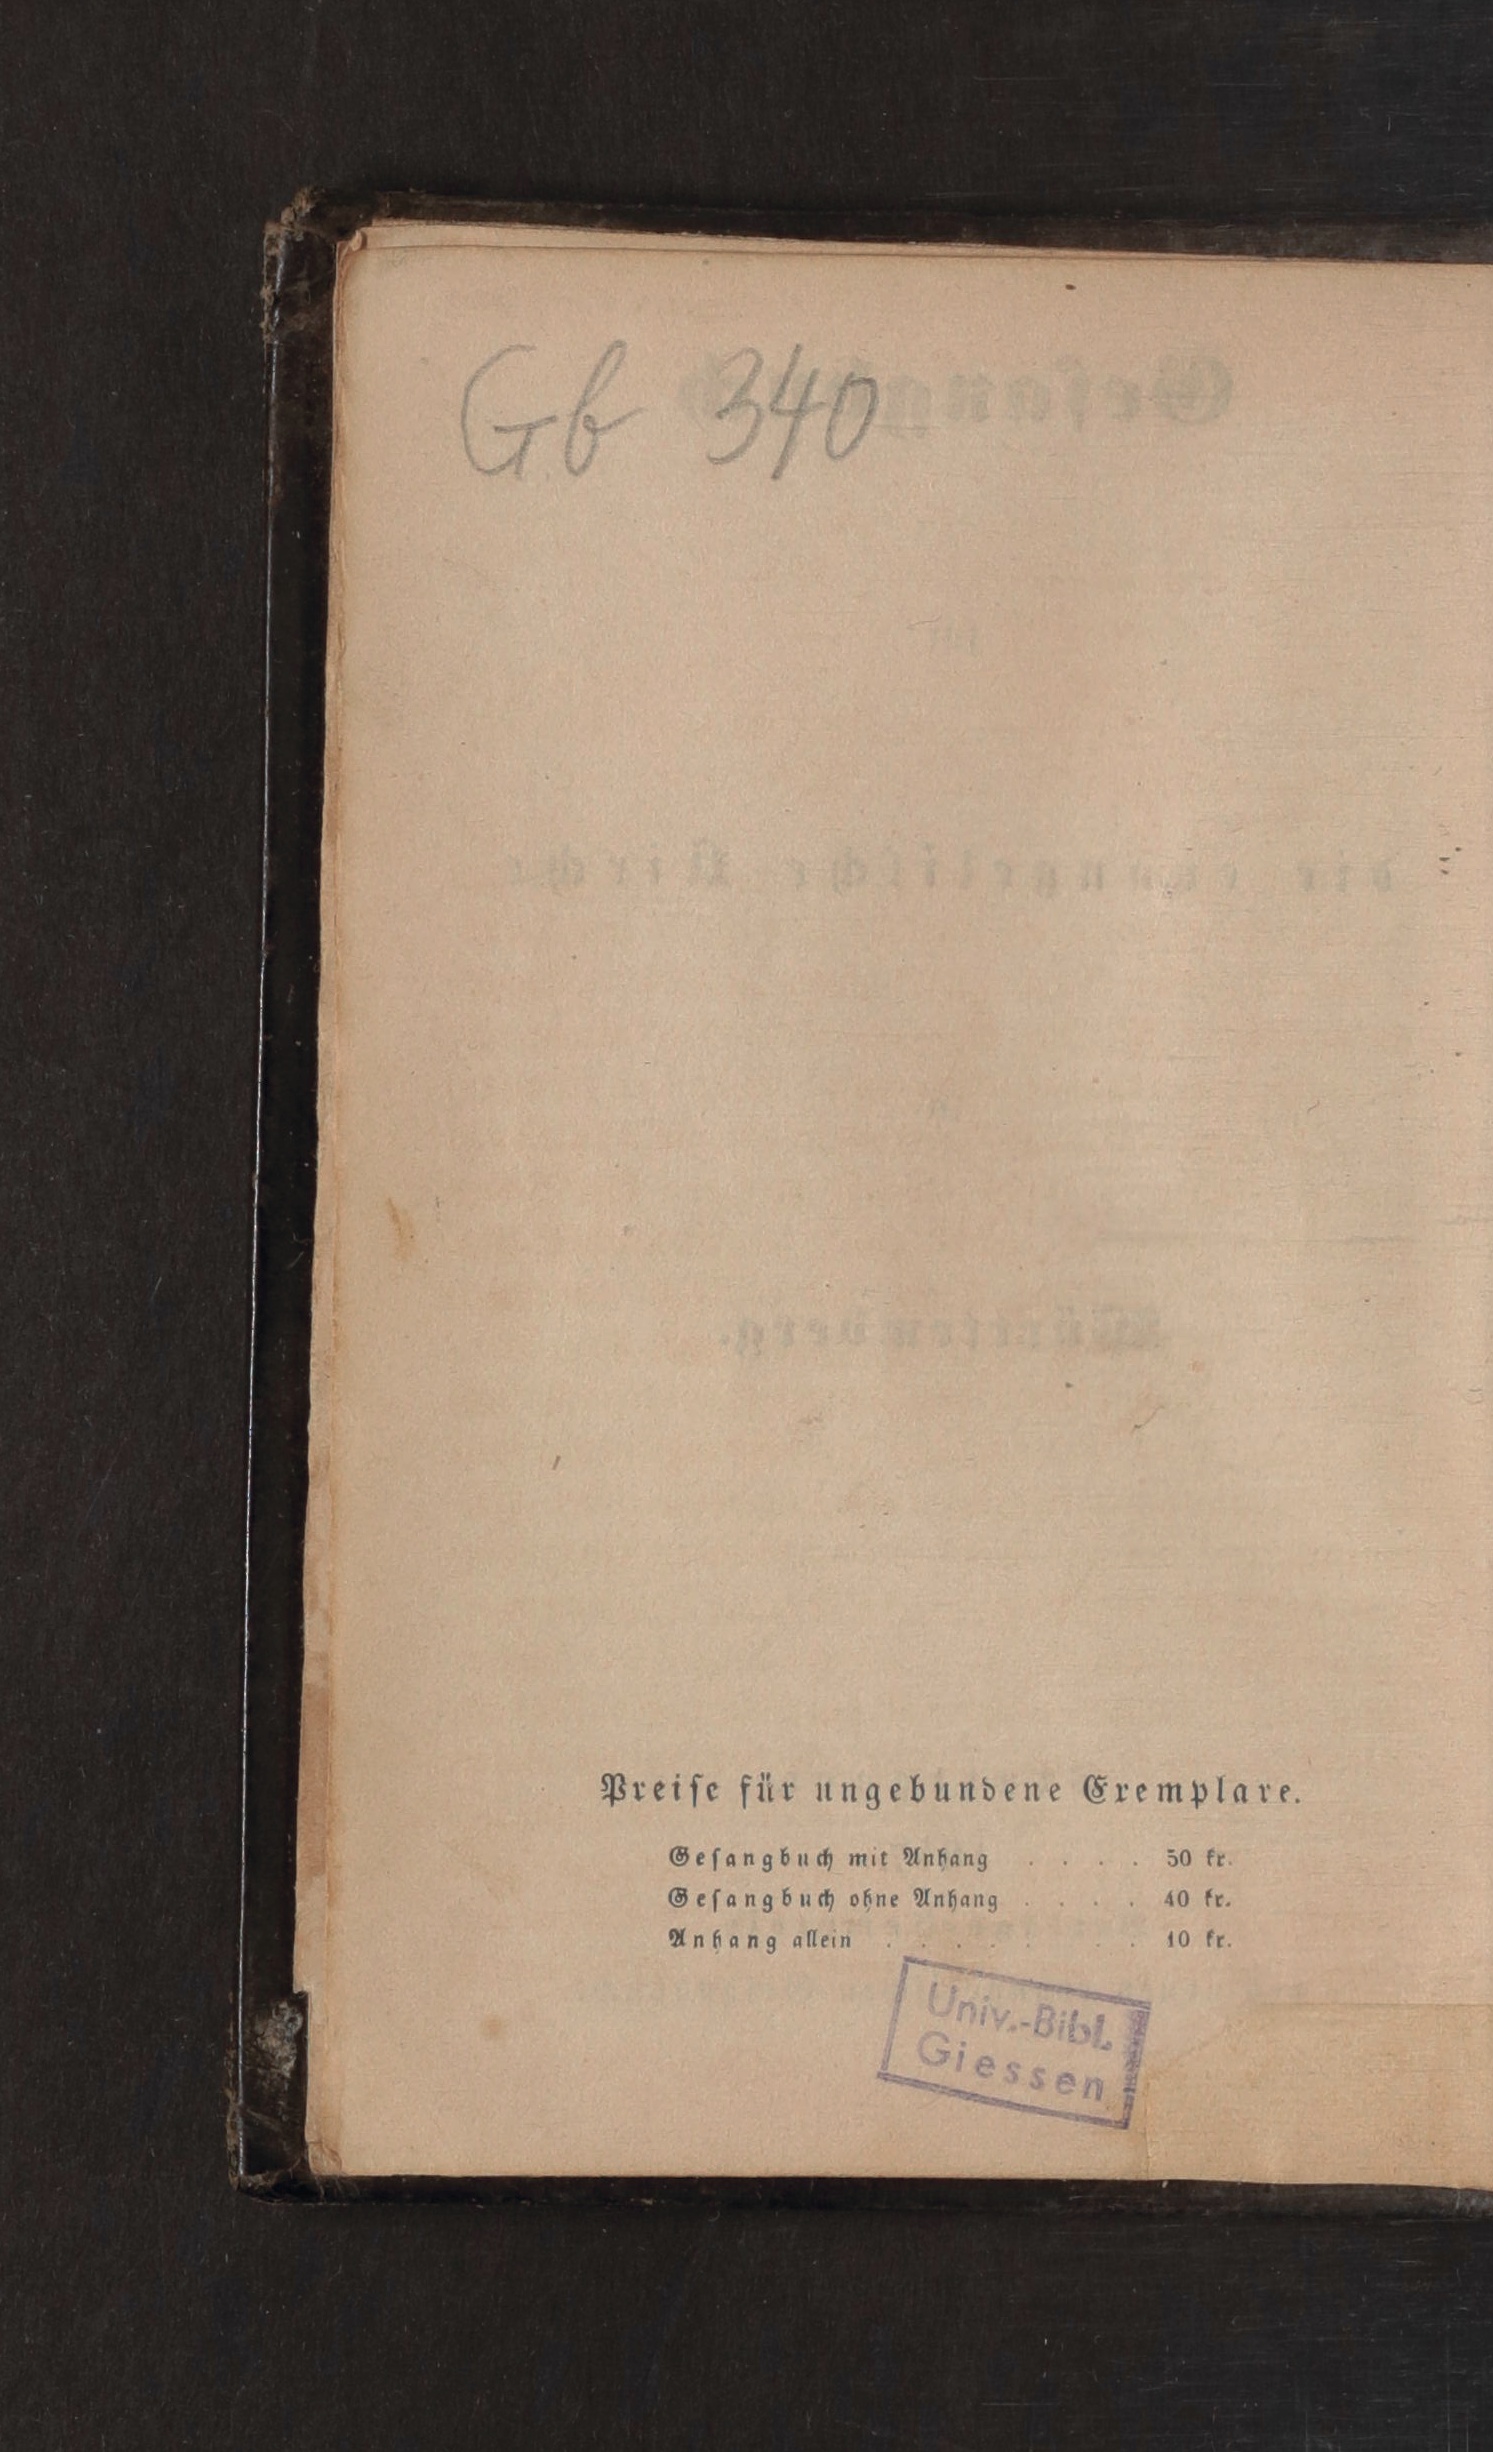 Gb 340
Preiſe für ungebundene Exemplare.
Geſangbuch mit Anhang . . . . 50 kr.
Geſangbuch ohne Anhang . . . . 40 kr.
Anhang allein . . . . . . . 10 kr.
Univ.-Bibl.
Giessen